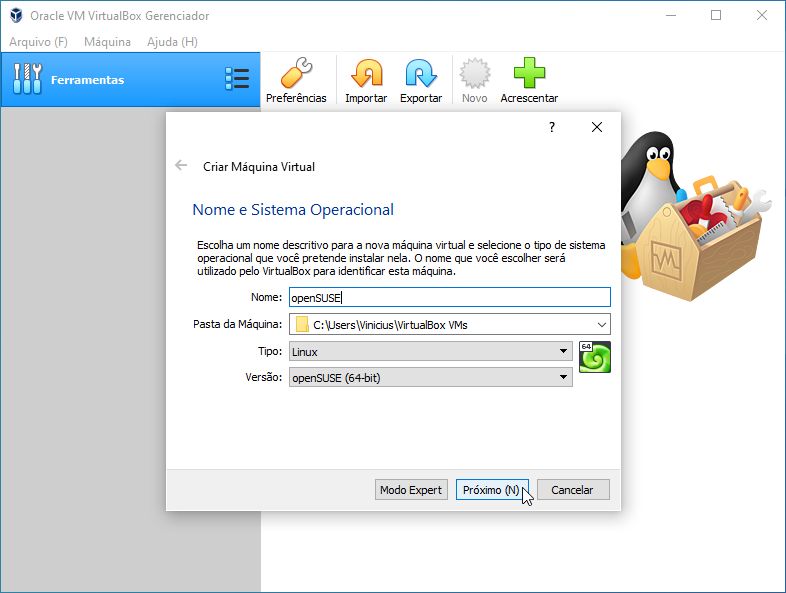 Oracle VM VirtualBox Gerenciador
Arquivo (F) Máquina Ajuda (H)
Ferramentas
Preferências Importar Exportar Novo Acrescentar
?
Criar Máquina Virtual
Nome e Sistema Operacional
Escolha um nome descritivo para a nova máquina virtual e selecione o tipo de sistema
operacional que você pretende instalar nela. O nome que você escolher será
utilizado pelo VirtualBox para identificar esta máquina.
Nome: openSUSE
Pasta da Máquina: C:\Users\Vinicius\VirtualBox VMs
Tipo: Linux
64
Versão: openSUSE (64-bit)
Modo Expert Próximo (N) Cancelar